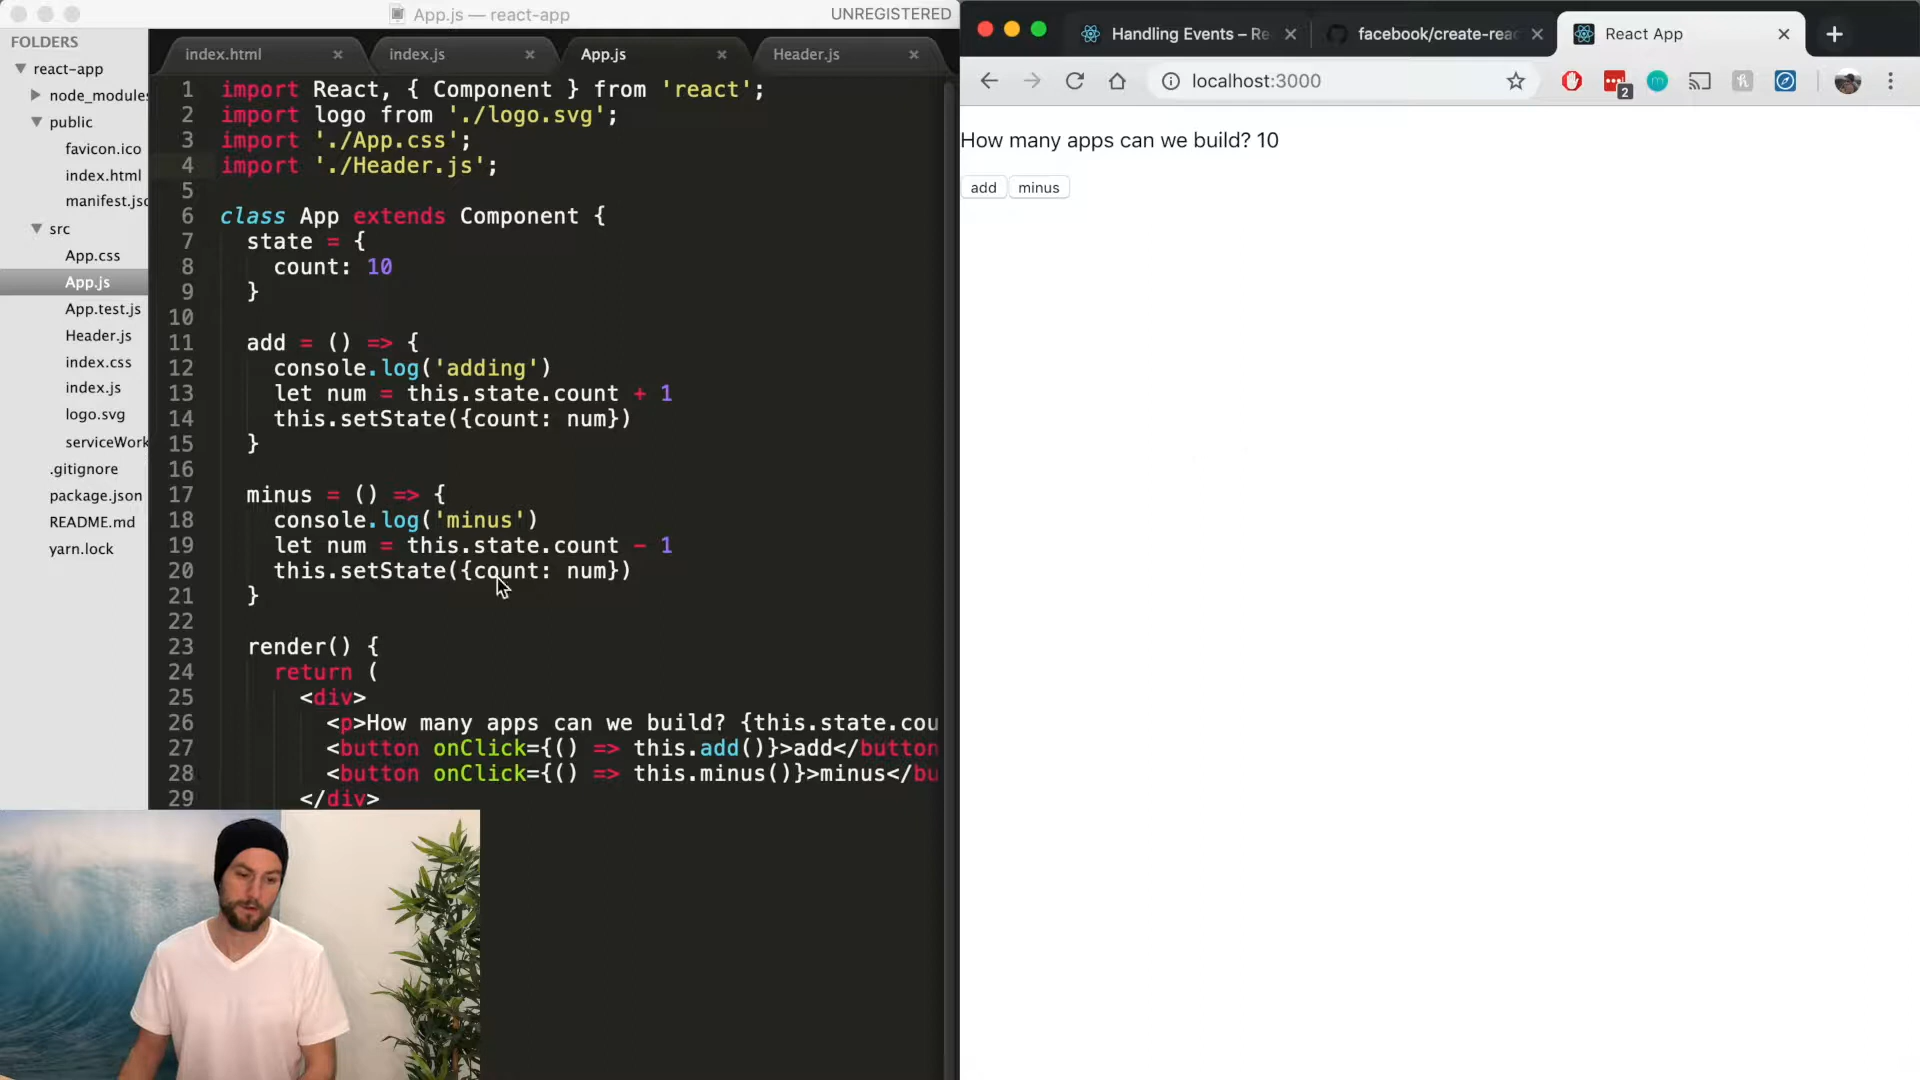 App.js — react-app
UNREGISTERED
FOLDERS
react-app
node_modules
public
favicon.ico
index.html
manifest.jso
src
App.css
App.js
App.test.js
Header.js
index.css
index.js
logo.svg
serviceWork
.gitignore
package.json
README.md
yarn.lock
index.html
index.js
App.js
Header.js
1 import React, { Component } from 'react';
2 import logo from './logo.svg';
3 import './App.css';
4 import './Header.js';
5
6 class App extends Component {
7 state = {
8 count: 10
9 }
10
11 add = () => {
12 console.log('adding')
13 let num = this.state.count + 1
14 this.setState({count: num})
15 }
16
17 minus = () => {
18 console.log('minus')
19 let num = this.state.count - 1
20 this.setState({count: num})
21 }
22
23 render() {
24 return (
25 <div>
26 <p>How many apps can we build? {this.state.cou
27 <button onClick={() => this.add()}>add</button
28 <button onClick={() => this.minus()}>minus</bu
29 </div>
Handling Events – Re
facebook/create-reac
React App
localhost:3000
2
How many apps can we build? 10
add
minus